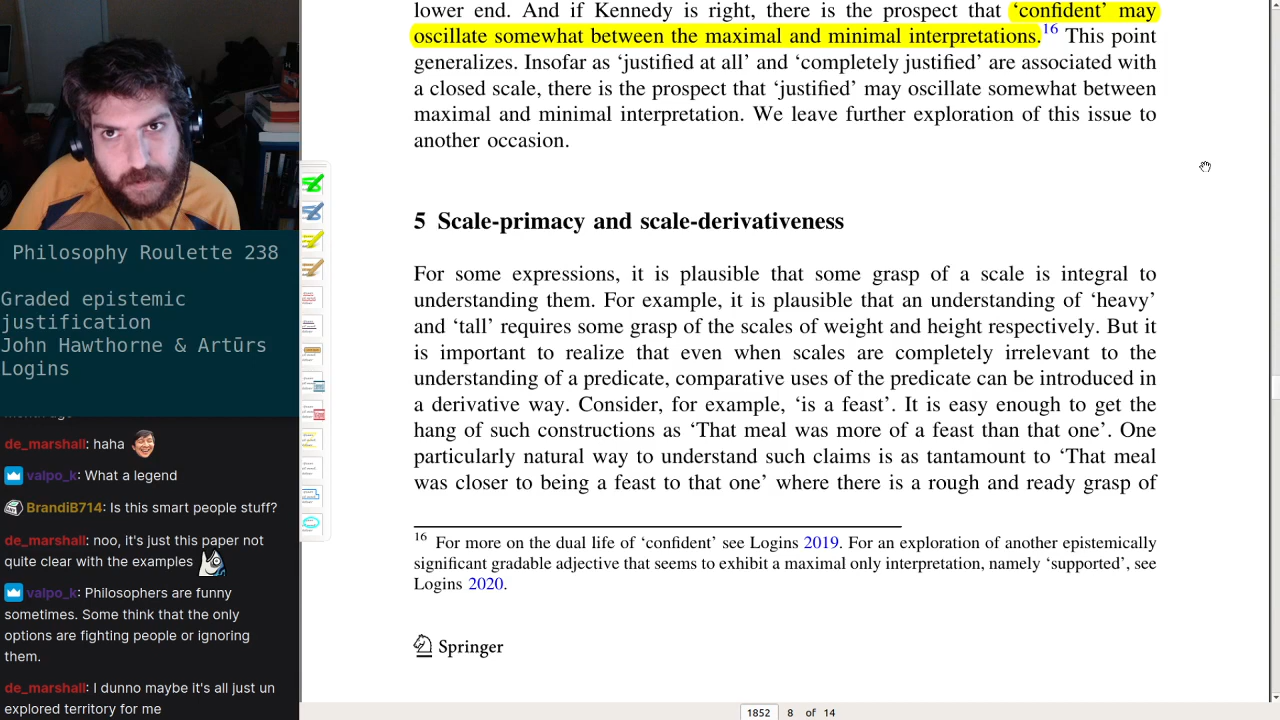 lower end. And if Kennedy is right, there is the prospect that ‘confident’ may
oscillate somewhat between the maximal and minimal interpretations.16 This point
generalizes. Insofar as ‘justified at all’ and ‘completely justified’ are associated with
a closed scale, there is the prospect that ‘justified’ may oscillate somewhat between
maximal and minimal interpretation. We leave further exploration of this issue to
another occasion.
5 Scale-primacy and scale-derivativeness
For some expressions, it is plausible that some grasp of a scale is integral to
understanding them. For example, it is plausible that an understanding of ‘heavy’
and ‘tall’ requires some grasp of the scales of weight and height respectively. But it
is important to realize that even when scales are completely irrelevant to the
understanding of a predicate, comparative uses of the predicate can be introduced in
a derivative way. Consider, for example, ‘is a feast’. It is easy enough to get the
hang of such constructions as ‘That meal was more of a feast than that one’. One
particularly natural way to understand such claims is as tantamount to ‘That meal
was closer to being a feast to that one’ where there is a rough and ready grasp of
16 For more on the dual life of ‘confident’ see Logins 2019. For an exploration of another epistemically
significant gradable adjective that seems to exhibit a maximal only interpretation, namely ‘supported’, see
Logins 2020.
Springer
1852 8 of 14
Philosophy Roulette 238
Graded epistemic
justification
John Hawthorne & Artūrs
Logins
de_marshall: haha
valpo_k: What a legend
BrandiB714: Is this smart people stuff?
de_marshall: noo, it's just this paper not
quite clear with the examples
valpo_k: Philosophers are funny
sometimes. Some think that the only
options are fighting people or ignoring
them.
de_marshall: I dunno maybe it's all just un
explored territory for me